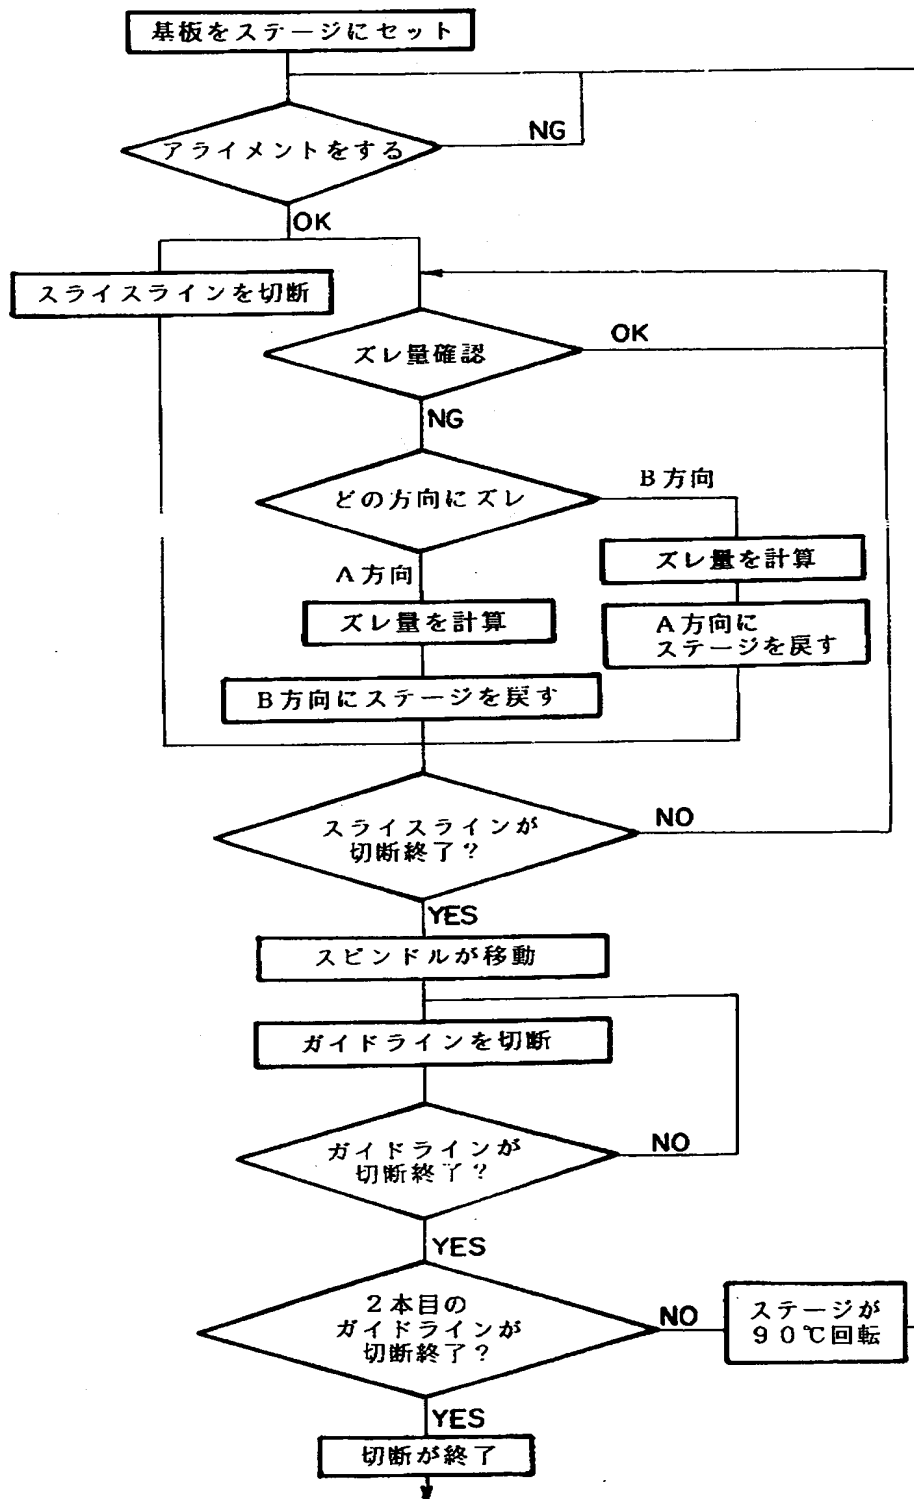 基板をステージにセット
アライメントをする
NG
OK
スライスラインを切断
ズレ量確認
OK
NG
どの方向にズレ
B方向
A方向
ズレ量を計算
ズレ量を計算
A方向に
ステージを戻す
B方向にステージを戻す
スライスラインが
切断終了?
NO
YES
スピンドルが移動
ガイドラインを切断
ガイドラインが
切断終了?
NO
YES
2本目の
ガイドラインが
切断終了?
NO
ステージが
90℃回転
YES
切断が終了